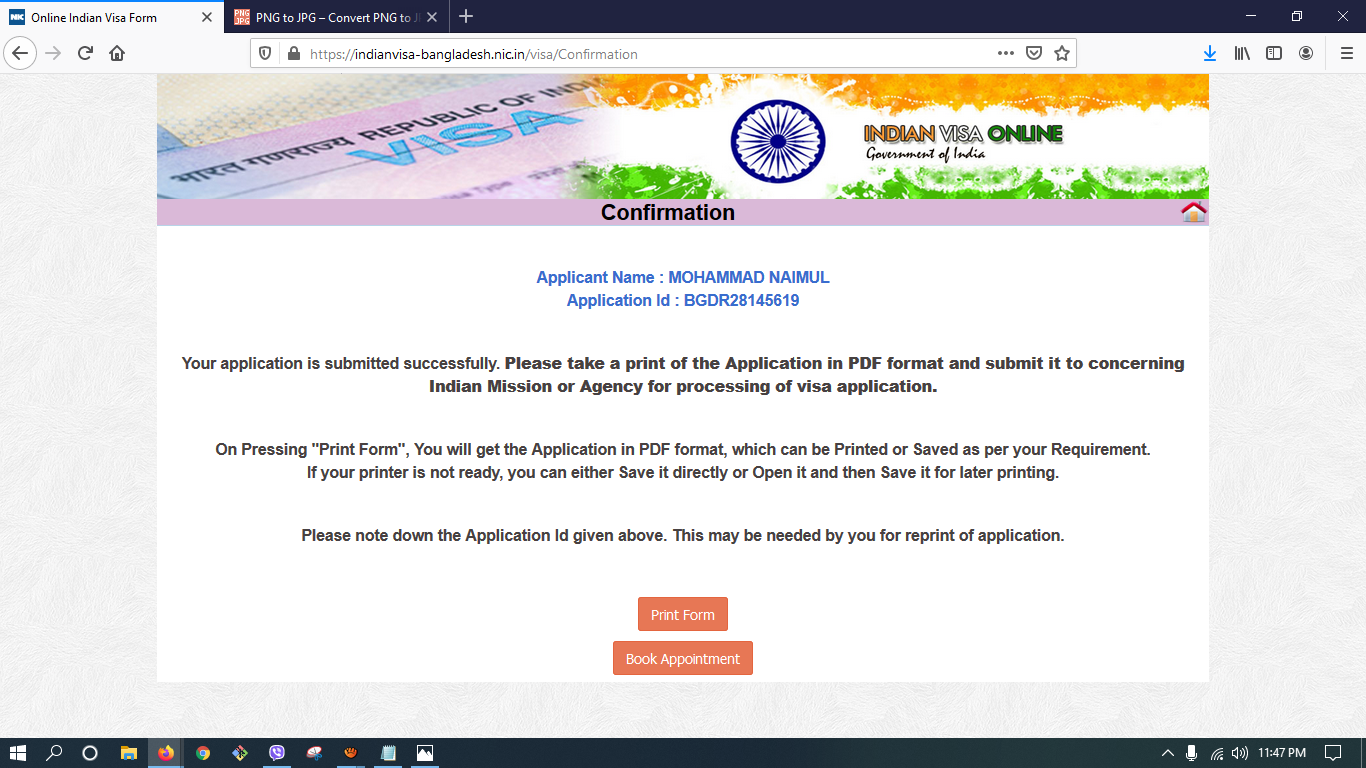 Online Indian Visa Form
PNG to JPG – Convert PNG to J
https://indianvisa-bangladesh.nic.in/visa/Confirmation
भारत गणराज्य REPUBLIC OF INDIA
VISA
INDIAN VISA ONLINE
Government of India
Confirmation
Applicant Name : MOHAMMAD NAIMUL
Application Id : BGDR28145619
Your application is submitted successfully. Please take a print of the Application in PDF format and submit it to concerning
Indian Mission or Agency for processing of visa application.
On Pressing "Print Form", You will get the Application in PDF format, which can be Printed or Saved as per your Requirement.
If your printer is not ready, you can either Save it directly or Open it and then Save it for later printing.
Please note down the Application Id given above. This may be needed by you for reprint of application.
Print Form
Book Appointment
11:47 PM